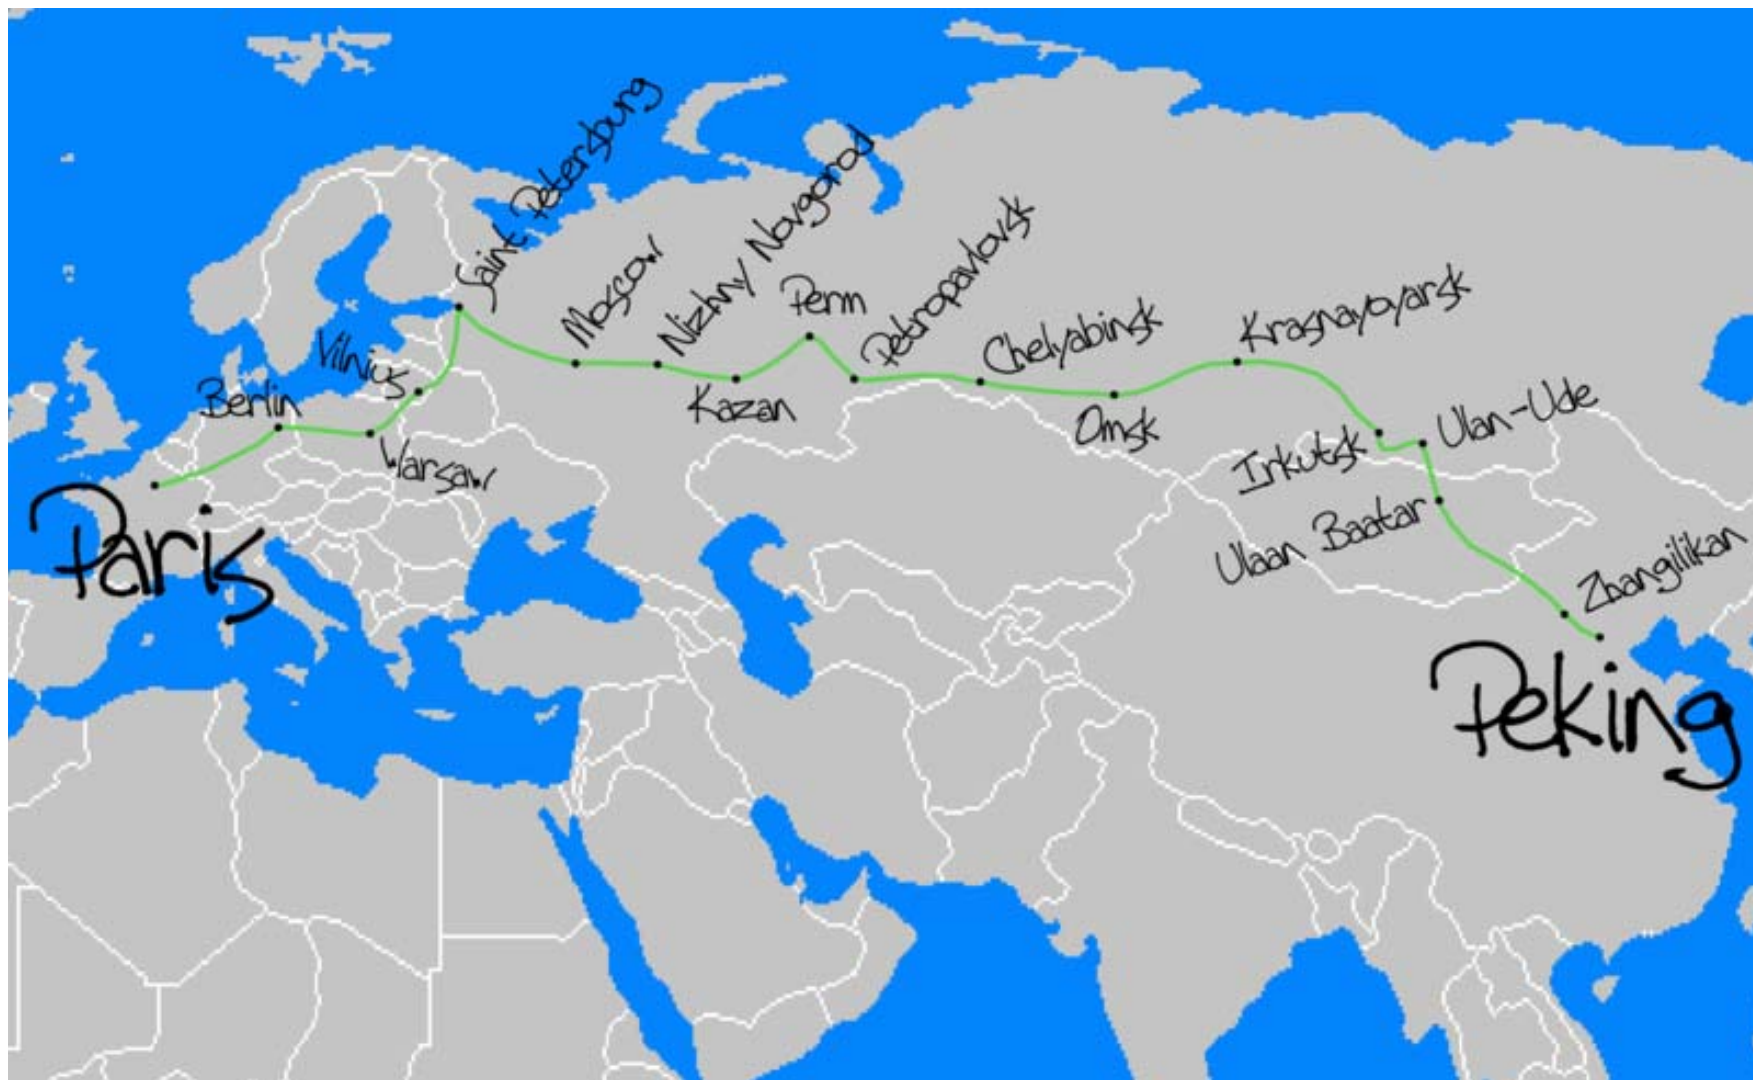 Paris
Berlin
Warsaw
Vilnius
Saint Petersburg
Moscow
Nizhny Novgorod
Kazan
Perm
Petropavlovsk
Chelyabinsk
Omsk
Krasnayoyarsk
Irkutsk
Ulan-Ude
Ulaan Baatar
Zhangilikan
Peking